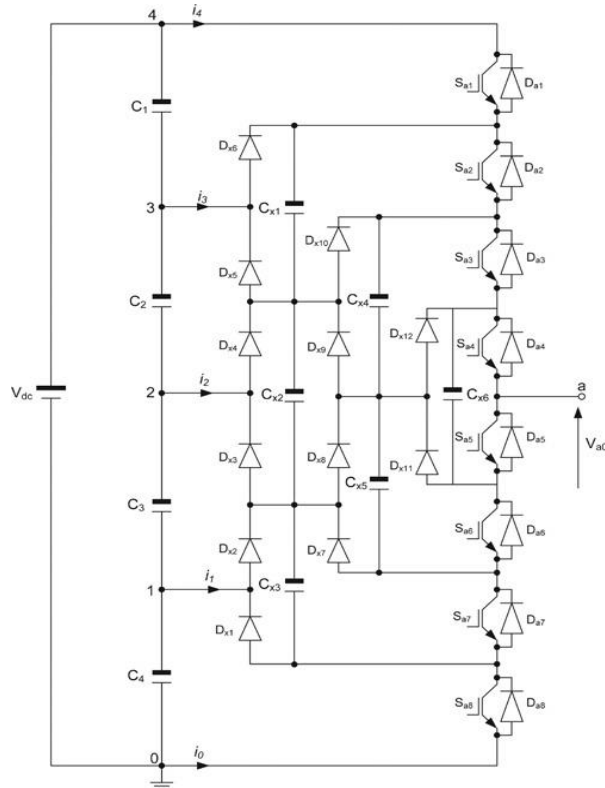 4
i4
Sa1
Da1
C1
Dx6
Sa2
Da2
3
i3
Cx1
Dx10
Dx5
Sa3
Da3
C2
Cx4
Dx12
Dx4
Dx9
Sa4
Da4
Vdc
2
i2
Cx2
Cx6
a
Sa5
Da5
Va0
Dx3
Dx8
Dx11
Cx5
C3
Sa6
Da6
Dx2
Dx7
1
i1
Cx3
Dx1
Sa7
Da7
C4
Sa8
Da8
0
i0